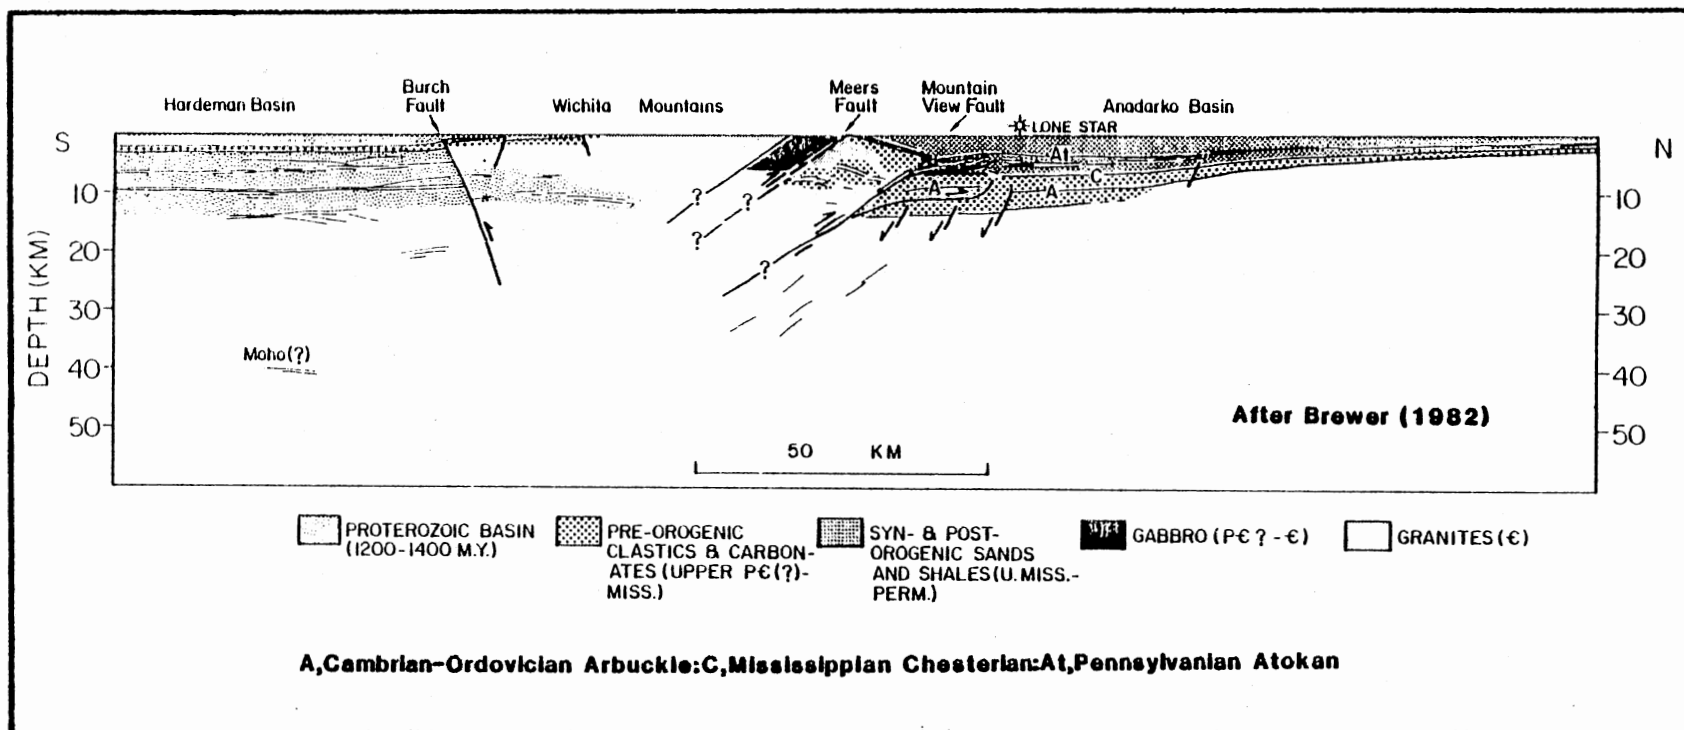 Hardeman Basin
Burch
Fault
Wichita Mountains
Meers
Fault
Mountain
View Fault
Anadarko Basin
LONE STAR
S
N
At
C
A
A
?
?
?
?
10
20
30
40
50
DEPTH (KM)
10
20
30
40
50
Moho(?)
After Brewer (1982)
50 KM
PROTEROZOIC BASIN
(1200-1400 M.Y.)
PRE-OROGENIC
CLASTICS & CARBON-
ATES (UPPER P€(?)-
MISS.)
SYN- & POST-
OROGENIC SANDS
AND SHALES (U. MISS.-
PERM.)
GABBRO (P€ ? - €)
GRANITES (€)
A,Cambrian-Ordovician Arbuckle:C,Mississippian Chesterian:At,Pennsylvanian Atokan